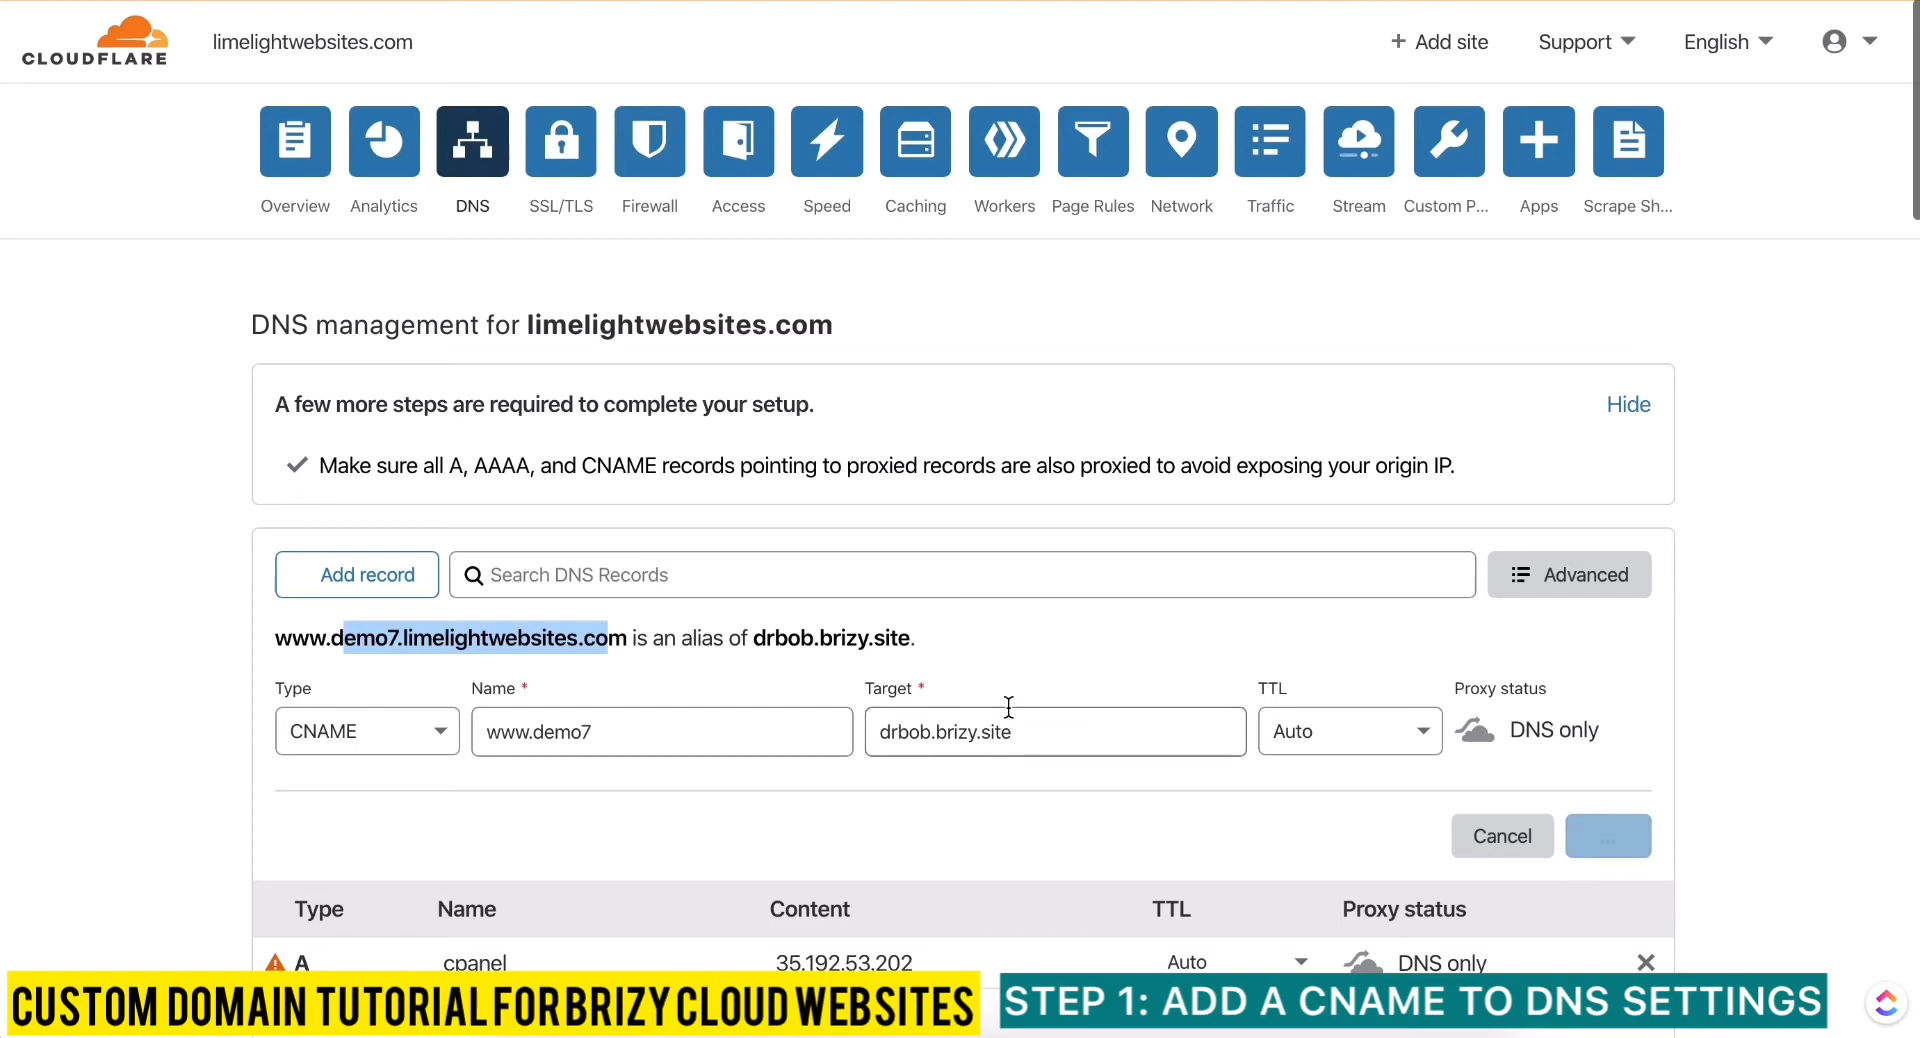 CLOUDFLARE
limelightwebsites.com
+ Add site
Support
English
Overview
Analytics
DNS
SSL/TLS
Firewall
Access
Speed
Caching
Workers
Page Rules
Network
Traffic
Stream
Custom P...
Apps
Scrape Sh...
DNS management for limelightwebsites.com
A few more steps are required to complete your setup.
Hide
Make sure all A, AAAA, and CNAME records pointing to proxied records are also proxied to avoid exposing your origin IP.
Add record
Search DNS Records
Advanced
www.demo7.limelightwebsites.com is an alias of drbob.brizy.site.
Type
Name *
Target *
TTL
Proxy status
CNAME
www.demo7
drbob.brizy.site
Auto
DNS only
Cancel
...
Type
Name
Content
TTL
Proxy status
A
cpanel
35.192.53.202
Auto
DNS only
CUSTOM DOMAIN TUTORIAL FOR BRIZY CLOUD WEBSITES
STEP 1: ADD A CNAME TO DNS SETTINGS